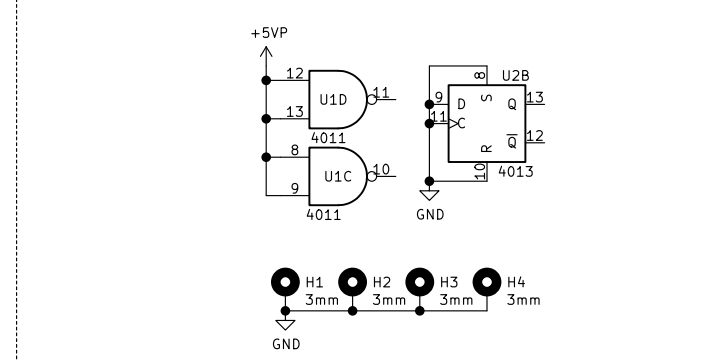 +5VP
12
U1D
11
13
4011
8
U1C
10
9
4011
8
U2B
S
9
D
Q
13
11
C
Q̅
12
R
10
4013
GND
H1
3mm
H2
3mm
H3
3mm
H4
3mm
GND